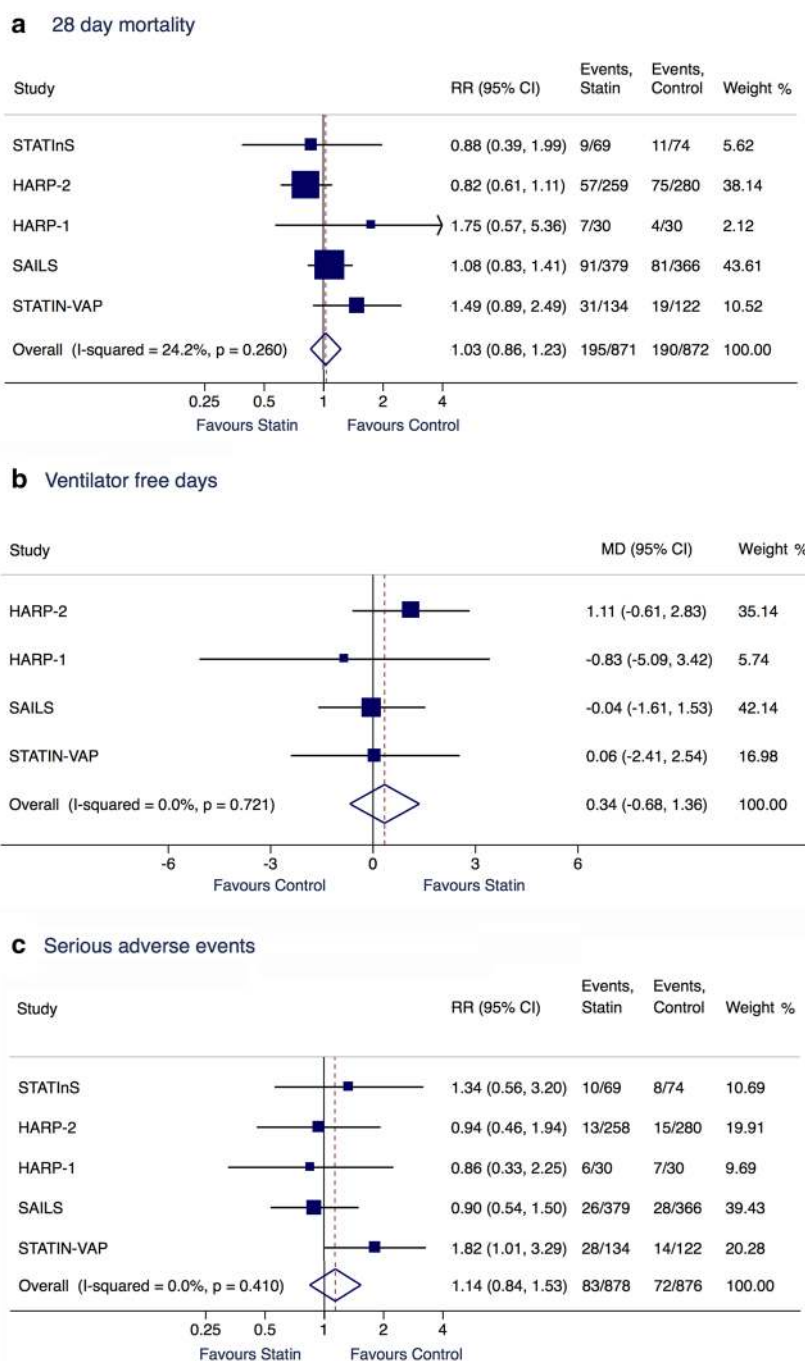 a 28 day mortality
Study RR (95% CI) Events, Statin Events, Control Weight %
STATInS 0.88 (0.39, 1.99) 9/69 11/74 5.62
HARP-2 0.82 (0.61, 1.11) 57/259 75/280 38.14
HARP-1 1.75 (0.57, 5.36) 7/30 4/30 2.12
SAILS 1.08 (0.83, 1.41) 91/379 81/366 43.61
STATIN-VAP 1.49 (0.89, 2.49) 31/134 19/122 10.52
Overall (I-squared = 24.2%, p = 0.260) 1.03 (0.86, 1.23) 195/871 190/872 100.00
0.25 0.5 1 2 4
Favours Statin Favours Control
b Ventilator free days
Study MD (95% CI) Weight %
HARP-2 1.11 (-0.61, 2.83) 35.14
HARP-1 -0.83 (-5.09, 3.42) 5.74
SAILS -0.04 (-1.61, 1.53) 42.14
STATIN-VAP 0.06 (-2.41, 2.54) 16.98
Overall (I-squared = 0.0%, p = 0.721) 0.34 (-0.68, 1.36) 100.00
-6 -3 0 3 6
Favours Control Favours Statin
c Serious adverse events
Study RR (95% CI) Events, Statin Events, Control Weight %
STATInS 1.34 (0.56, 3.20) 10/69 8/74 10.69
HARP-2 0.94 (0.46, 1.94) 13/258 15/280 19.91
HARP-1 0.86 (0.33, 2.25) 6/30 7/30 9.69
SAILS 0.90 (0.54, 1.50) 26/379 28/366 39.43
STATIN-VAP 1.82 (1.01, 3.29) 28/134 14/122 20.28
Overall (I-squared = 0.0%, p = 0.410) 1.14 (0.84, 1.53) 83/878 72/876 100.00
0.25 0.5 1 2 4
Favours Statin Favours Control